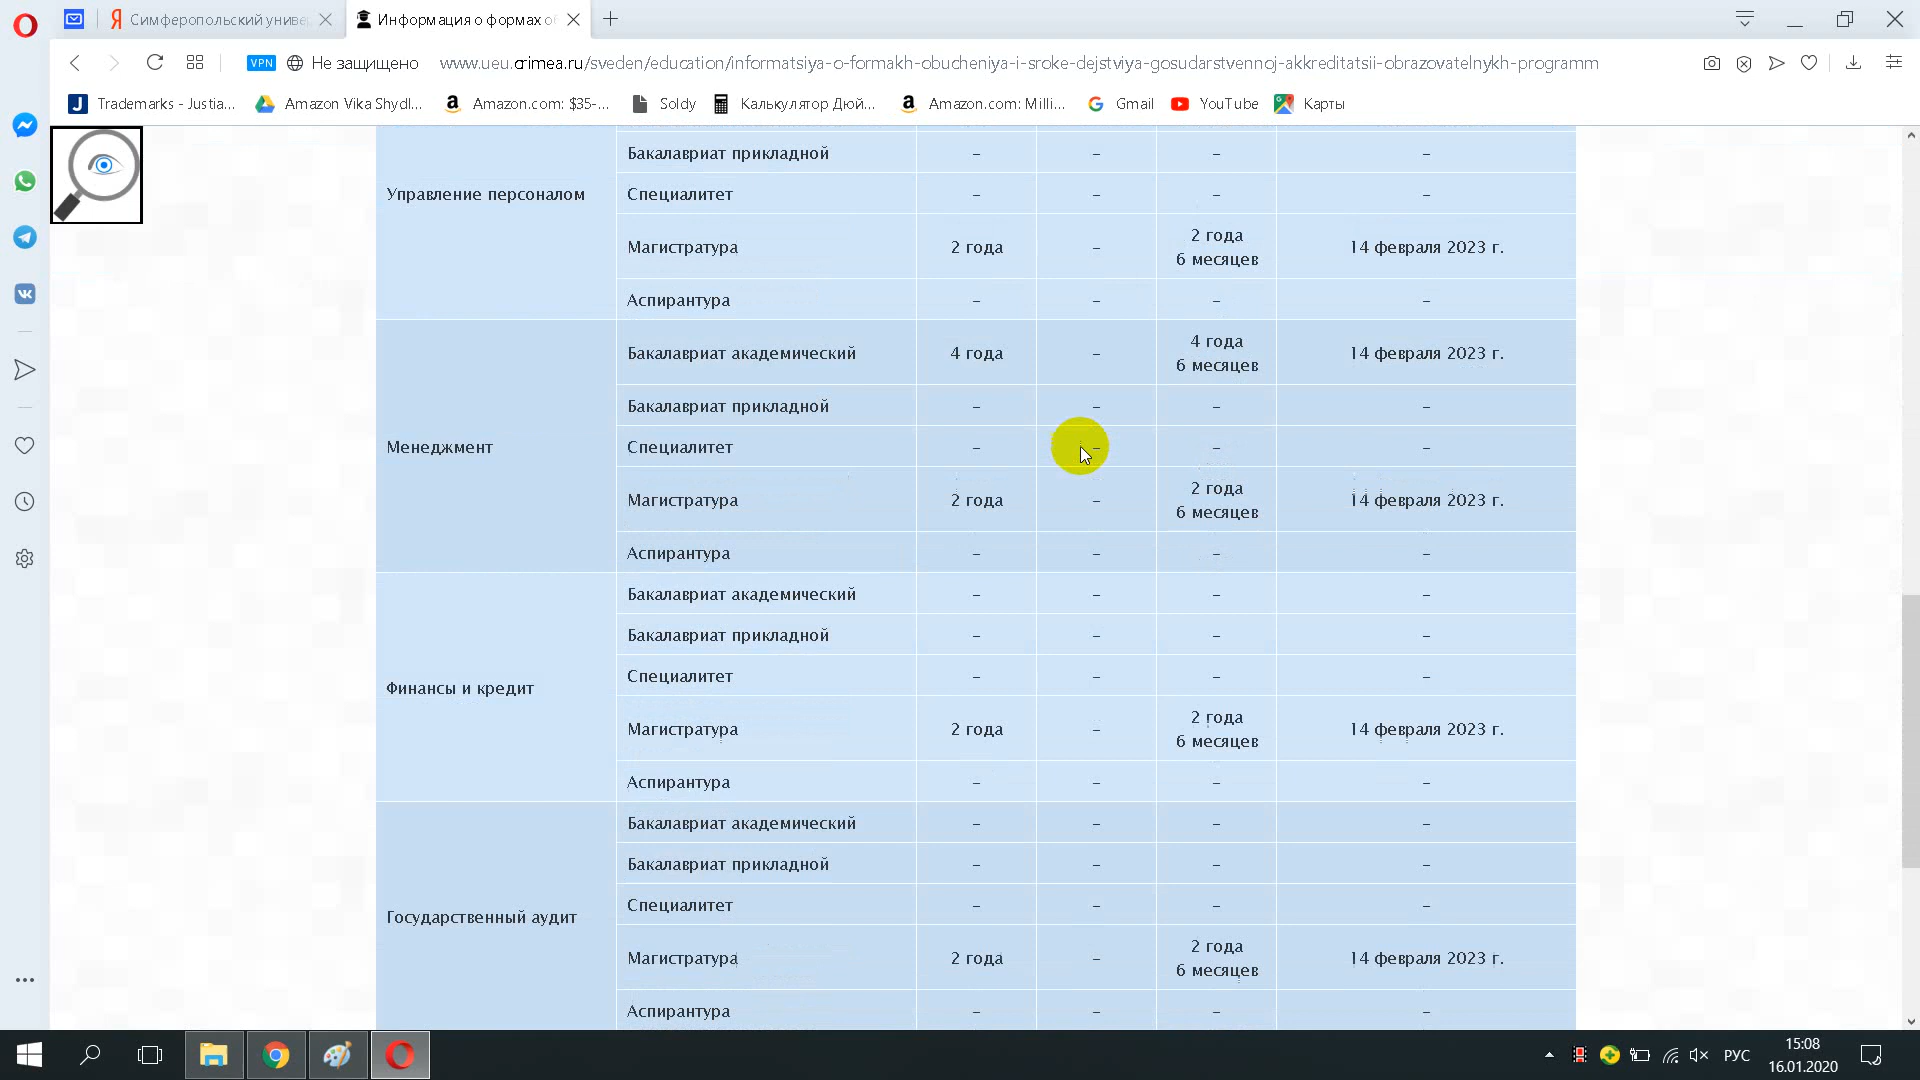 Симферопольский универ
Информация о формах об
VPN Не защищено www.ueu.crimea.ru/sveden/education/informatsiya-o-formakh-obucheniya-i-sroke-dejstviya-gosudarstvennoj-akkreditatsii-obrazovatelnykh-programm
Trademarks - Justia... Amazon Vika Shydl... Amazon.com: $35-... Soldy Калькулятор Дюй... Amazon.com: Milli... Gmail YouTube Карты
Управление персоналом
Бакалавриат прикладной – – – –
Специалитет – – – –
Магистратура 2 года – 2 года 6 месяцев 14 февраля 2023 г.
Аспирантура – – – –
Менеджмент
Бакалавриат академический 4 года – 4 года 6 месяцев 14 февраля 2023 г.
Бакалавриат прикладной – – – –
Специалитет – – – –
Магистратура 2 года – 2 года 6 месяцев 14 февраля 2023 г.
Аспирантура – – – –
Финансы и кредит
Бакалавриат академический – – – –
Бакалавриат прикладной – – – –
Специалитет – – – –
Магистратура 2 года – 2 года 6 месяцев 14 февраля 2023 г.
Аспирантура – – – –
Государственный аудит
Бакалавриат академический – – – –
Бакалавриат прикладной – – – –
Специалитет – – – –
Магистратура 2 года – 2 года 6 месяцев 14 февраля 2023 г.
Аспирантура – – – –
РУС
15:08
16.01.2020